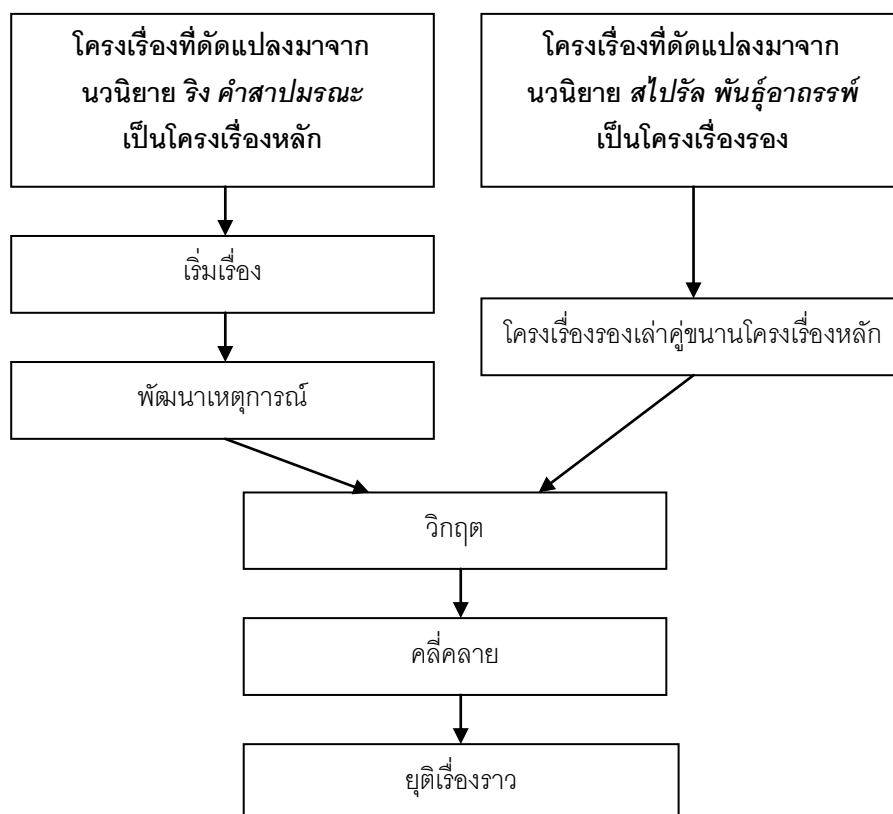 โครงเรื่องที่ดัดแปลงมาจาก
นวนิยาย ริง คำสาปมรณะ
เป็นโครงเรื่องหลัก
โครงเรื่องที่ดัดแปลงมาจาก
นวนิยาย สไปรัล พันธุ์อาถรรพ์
เป็นโครงเรื่องรอง
เริ่มเรื่อง
โครงเรื่องรองเล่าคู่ขนานโครงเรื่องหลัก
พัฒนาเหตุการณ์
วิกฤต
คลี่คลาย
ยุติเรื่องราว